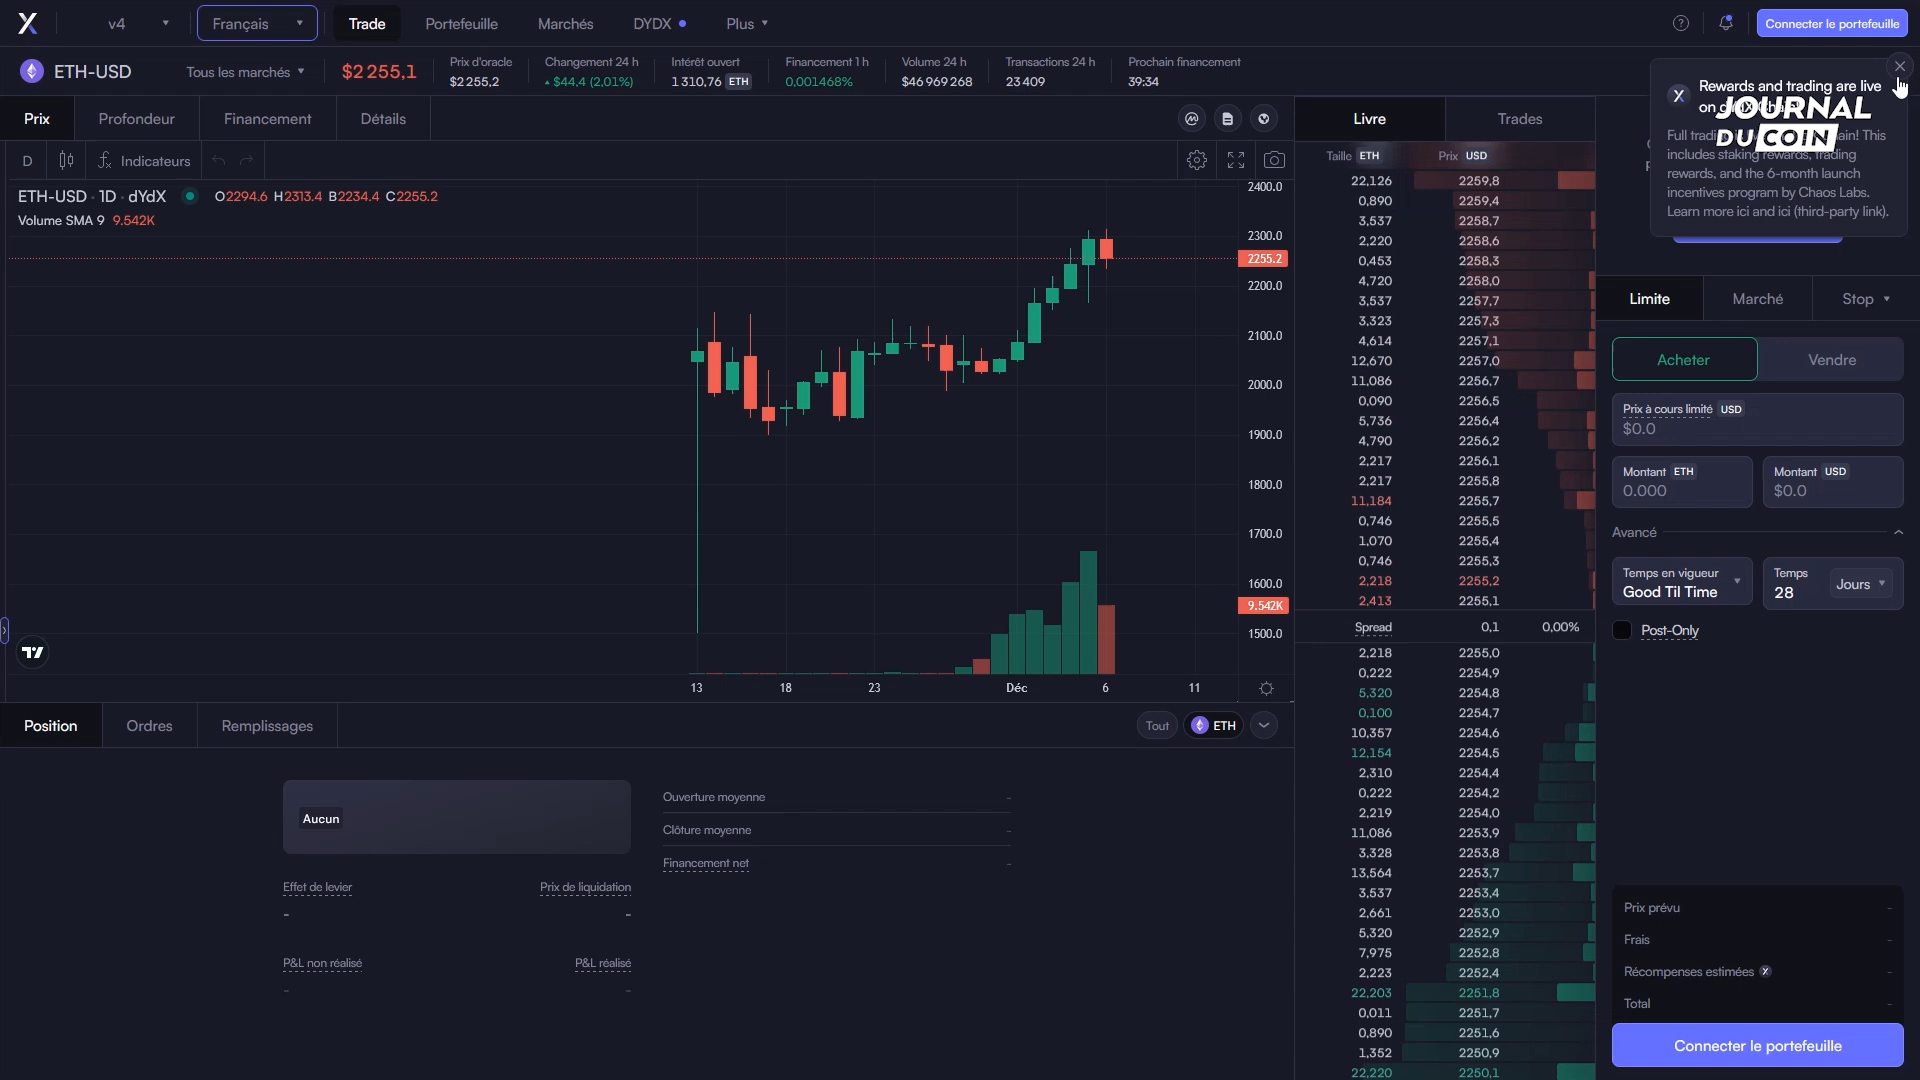 v4
Français
Trade
Portefeuille
Marchés
DYDX
Plus
Connecter le portefeuille
ETH-USD
Tous les marchés
$2 255,1
Prix d'oracle
$2 255,2
Changement 24 h
$44,4 (2,01%)
Intérêt ouvert
1 310,76 ETH
Financement 1 h
0,001468%
Volume 24 h
$46 969 268
Transactions 24 h
23 409
Prochain financement
39:34
Rewards and trading are live
on dYdX Chain!
JOURNAL
DU COIN
Full trading is live on dYdX Chain! This
includes staking rewards, trading
rewards, and the 6-month launch
incentives program by Chaos Labs.
Learn more ici and ici (third-party link).
Prix
Profondeur
Financement
Détails
D
Indicateurs
ETH-USD · 1D · dYdX
O2294.6 H2313.4 B2234.4 C2255.2
Volume SMA 9 9.542K
2400.0
2300.0
2255.2
2200.0
2100.0
2000.0
1900.0
1800.0
1700.0
1600.0
9.542K
1500.0
13
18
23
Déc
6
11
Livre
Trades
Taille ETH Prix USD
22,126 2259,8
0,890 2259,4
3,537 2258,7
2,220 2258,6
0,453 2258,3
4,720 2258,0
3,537 2257,7
3,323 2257,3
4,614 2257,1
12,670 2257,0
11,086 2256,7
0,090 2256,5
5,736 2256,4
4,790 2256,2
2,217 2256,1
2,217 2255,8
11,184 2255,7
0,746 2255,5
1,070 2255,4
0,746 2255,3
2,218 2255,2
2,413 2255,1
Spread 0,1 0,00%
2,218 2255,0
0,222 2254,9
5,320 2254,8
0,100 2254,7
10,357 2254,6
12,154 2254,5
2,310 2254,4
0,222 2254,2
2,219 2254,0
11,086 2253,9
3,328 2253,8
13,564 2253,7
3,537 2253,4
2,661 2253,0
5,320 2252,9
7,975 2252,8
2,223 2252,4
22,203 2251,8
0,011 2251,7
0,890 2251,6
1,352 2250,9
22,220 2250,1
Limite
Marché
Stop
Acheter
Vendre
Prix à cours limité USD
$0.0
Montant ETH
0.000
Montant USD
$0.0
Avancé
Temps en vigueur
Good Til Time
Temps
28
Jours
Post-Only
Prix prévu -
Frais -
Récompenses estimées -
Total -
Connecter le portefeuille
Position
Ordres
Remplissages
Tout
ETH
Aucun
Ouverture moyenne -
Clôture moyenne -
Financement net -
Effet de levier
-
Prix de liquidation
-
P&L non réalisé
-
P&L réalisé
-